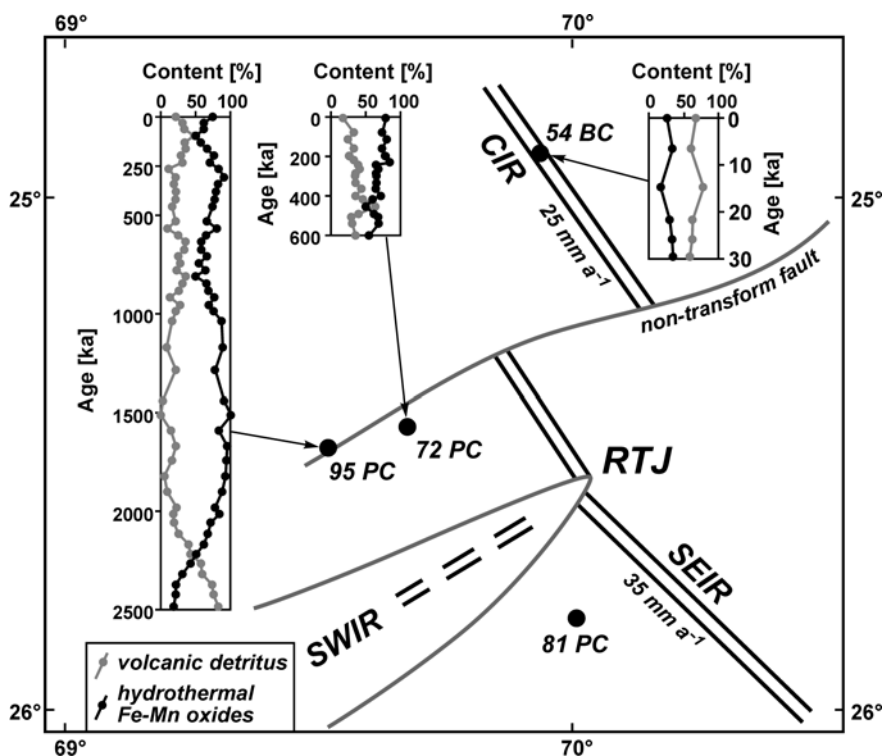 69°
70°
Content [%]
0 50 100
Content [%]
0 50 100
Content [%]
0 50 100
Age [ka]
0
250
500
1000
1500
2000
2500
Age [ka]
0
200
400
600
Age [ka]
0
10
20
30
54 BC
CIR
25 mm a⁻¹
25°
25°
non-transform fault
95 PC
72 PC
RTJ
SEIR
35 mm a⁻¹
SWIR
81 PC
volcanic detritus
hydrothermal
Fe-Mn oxides
26°
26°
69°
70°